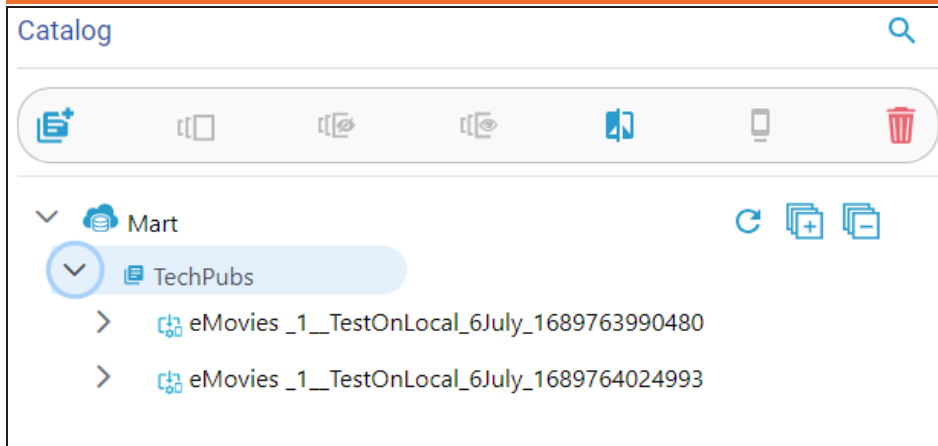 Catalog
Mart
TechPubs
eMovies _1__TestOnLocal_6July_1689763990480
eMovies _1__TestOnLocal_6July_1689764024993